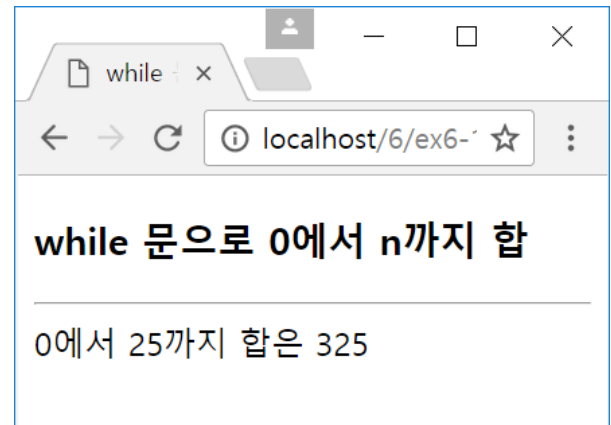 while
localhost/6/ex6-
while 문으로 0에서 n까지 합
0에서 25까지 합은 325